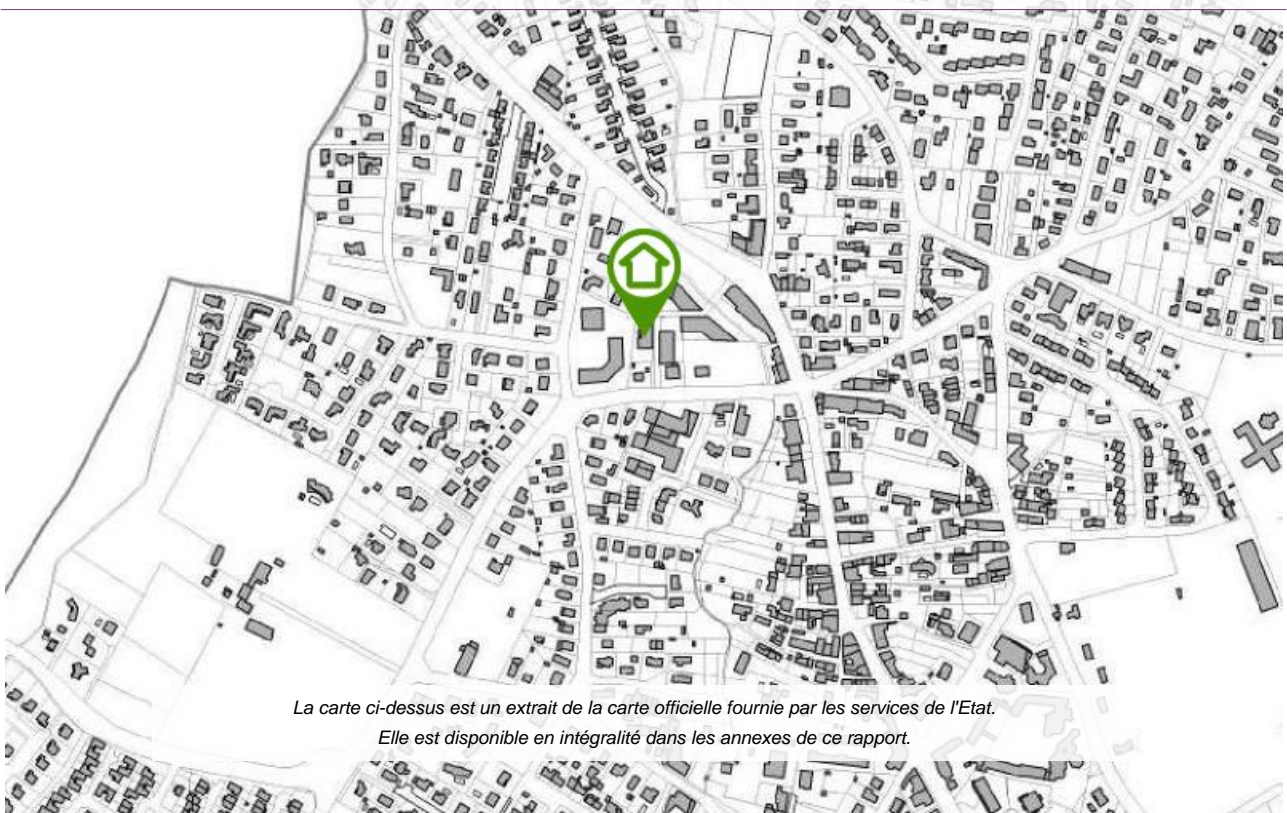 La carte ci-dessus est un extrait de la carte officielle fournie par les services de l'Etat.
Elle est disponible en intégralité dans les annexes de ce rapport.